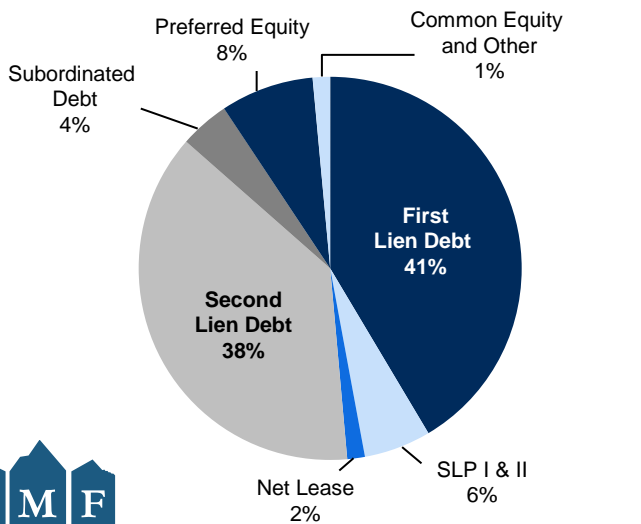 Common Equity
and Other
1%
Preferred Equity
8%
Subordinated
Debt
4%
First
Lien Debt
41%
Second
Lien Debt
38%
SLP I & II
6%
Net Lease
2%
M F